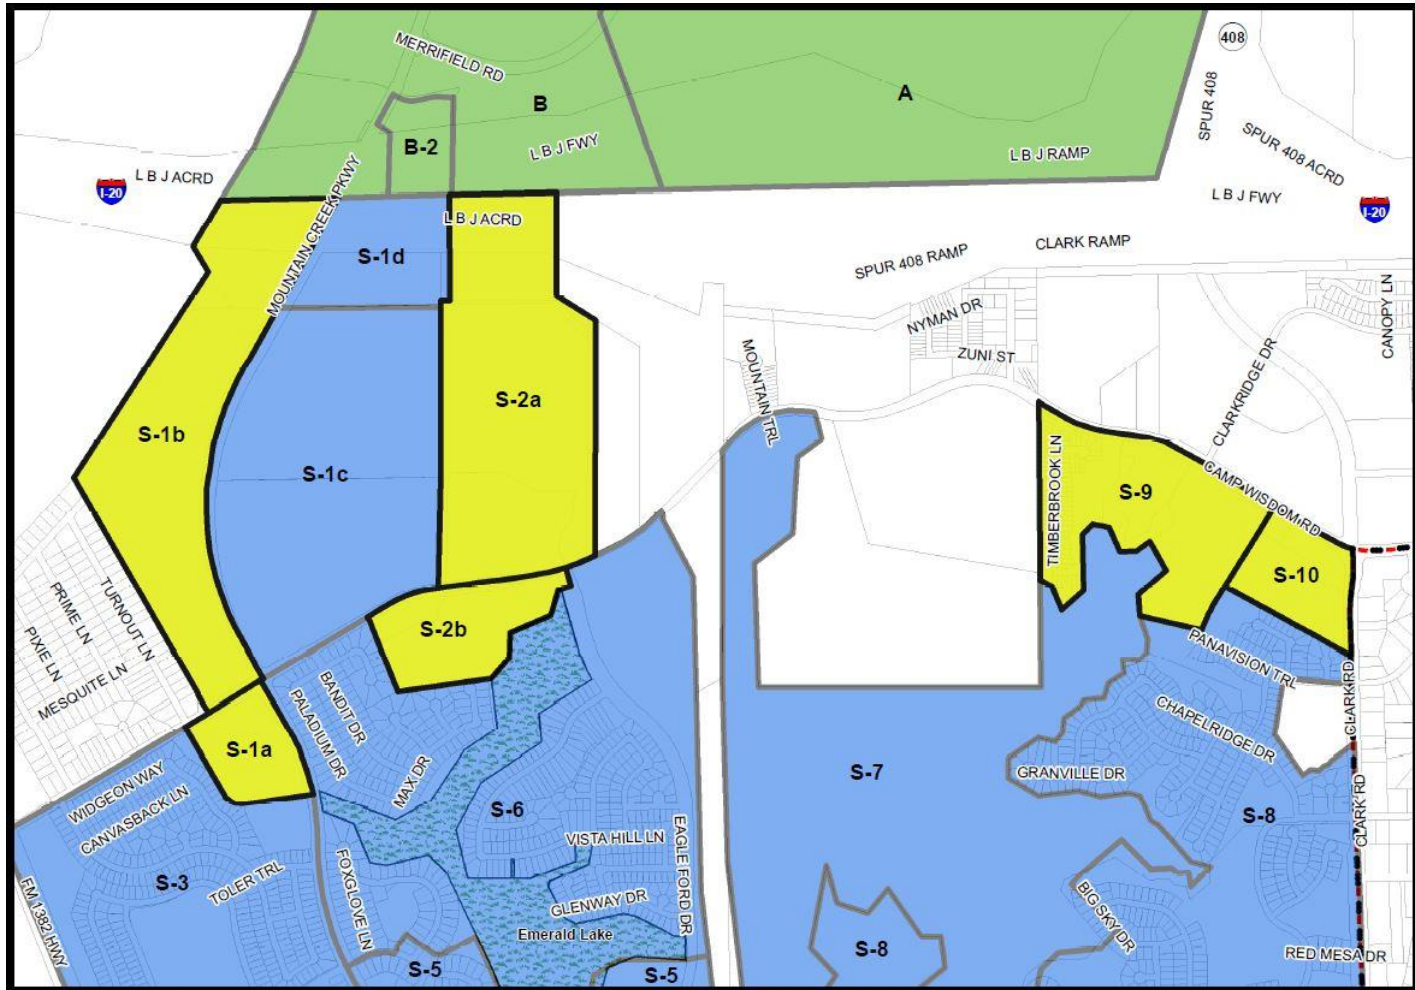 408
MERRIFIELD RD
B
A
SPUR 408
B-2
L B J FWY
L B J RAMP
SPUR 408 ACRD
L B J ACRD
I-20
L B J FWY
I-20
MOUNTAIN CREEK PKWY
L B J ACRD
S-1d
CLARK RAMP
SPUR 408 RAMP
NYMAN DR
CANOPY LN
ZUNI ST
MOUNTAIN TRL
CLARKRIDGE DR
S-2a
S-1b
S-1c
TIMBERBROOK LN
S-9
CAMP WISDOM RD
S-10
PRIME LN
TURNOUT LN
PIXIE LN
MESQUITE LN
S-2b
PANAVISION TRL
BANDIT DR
PALADIUM DR
CLARK RD
CHAPELRIDGE DR
S-1a
MAX DR
S-7
GRANVILLE DR
WIDGEON WAY
CANVASBACK LN
S-6
S-8
CLARK RD
VISTA HILL LN
EAGLE FORD DR
S-3
TOLER TRL
FOXGLOVE LN
GLENWAY DR
BIG SKY DR
FM 1382 HWY
Emerald Lake
S-8
RED MESA DR
S-5
S-5